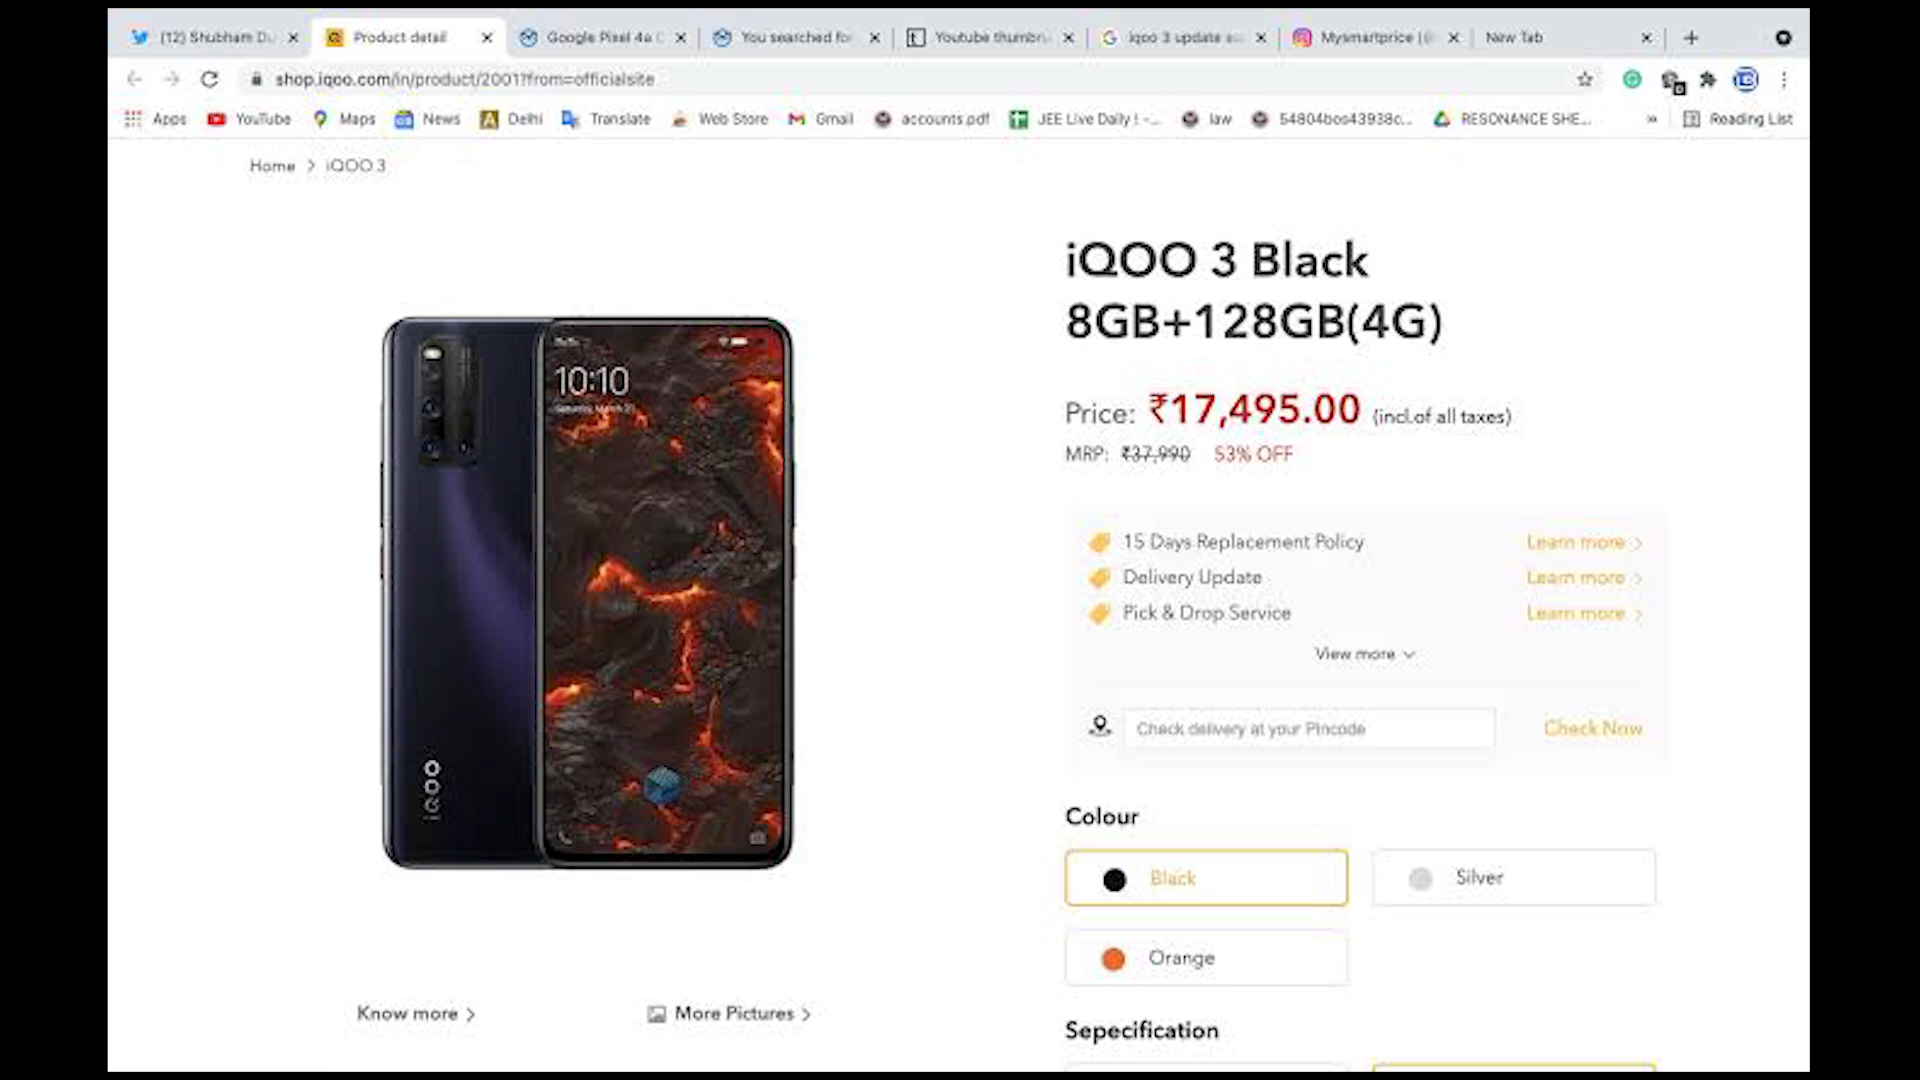 (12) Shubham Du
Product detail
Google Pixel 4a
You searched fo
Youtube thumbn
iqoo 3 update
Mysmartprice
New Tab
shop.iqoo.com/in/product/2001?from=officialsite
Apps
YouTube
Maps
News
Delhi
Translate
Web Store
Gmail
accounts.pdf
JEE Live Daily ! -...
law
54804bos43938c...
RESONANCE SHE...
»
Reading List
Home > iQOO 3
iQOO 3 Black
8GB+128GB(4G)
Price: ₹17,495.00 (incl.of all taxes)
MRP: ₹37,990 53% OFF
15 Days Replacement Policy Learn more >
Delivery Update Learn more >
Pick & Drop Service Learn more >
View more
Check delivery at your Pincode Check Now
10:10
iQOO
Colour
Black
Silver
Orange
Know more >
More Pictures >
Sepecification